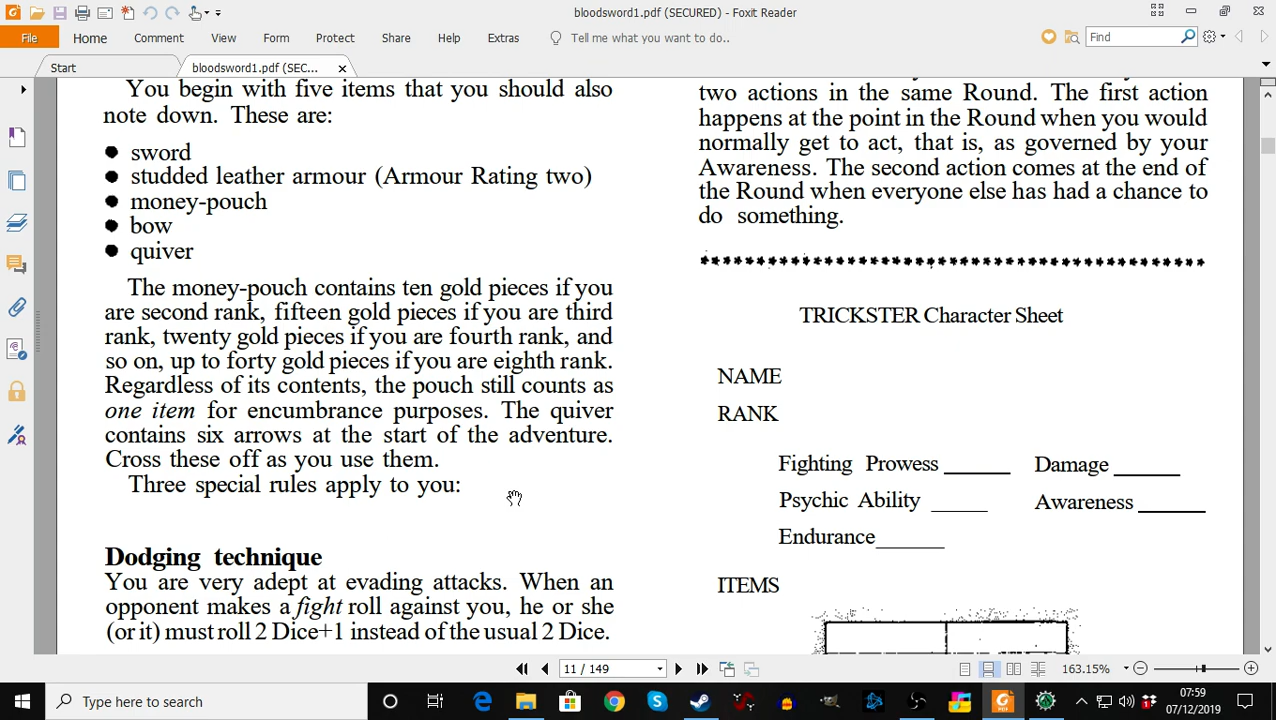 bloodsword1.pdf (SECURED) - Foxit Reader
File
Home
Comment
View
Form
Protect
Share
Help
Extras
Tell me what you want to do..
Find
Start
bloodsword1.pdf (SEC...
You begin with five items that you should also
note down. These are:
sword
studded leather armour (Armour Rating two)
money-pouch
bow
quiver
The money-pouch contains ten gold pieces if you
are second rank, fifteen gold pieces if you are third
rank, twenty gold pieces if you are fourth rank, and
so on, up to forty gold pieces if you are eighth rank.
Regardless of its contents, the pouch still counts as
one item for encumbrance purposes. The quiver
contains six arrows at the start of the adventure.
Cross these off as you use them.
Three special rules apply to you:
Dodging technique
You are very adept at evading attacks. When an
opponent makes a fight roll against you, he or she
(or it) must roll 2 Dice+1 instead of the usual 2 Dice.
two actions in the same Round. The first action
happens at the point in the Round when you would
normally get to act, that is, as governed by your
Awareness. The second action comes at the end of
the Round when everyone else has had a chance to
do something.
TRICKSTER Character Sheet
NAME
RANK
Fighting Prowess ______ Damage ______
Psychic Ability ______ Awareness ______
Endurance______
ITEMS
11 / 149
163.15%
Type here to search
07:59
07/12/2019